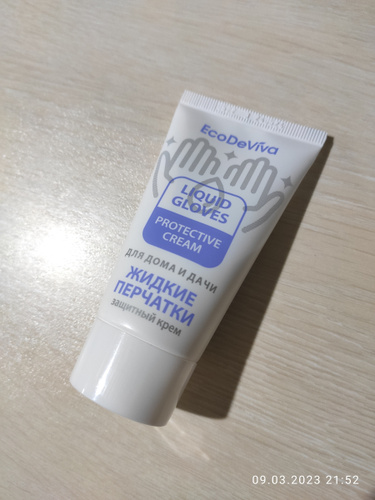 EcoDeViva
LIQUID
GLOVES
PROTECTIVE
CREAM
ДЛЯ ДОМА И ДАЧИ
ЖИДКИЕ
ПЕРЧАТКИ
защитный крем
09.03.2023 21:52